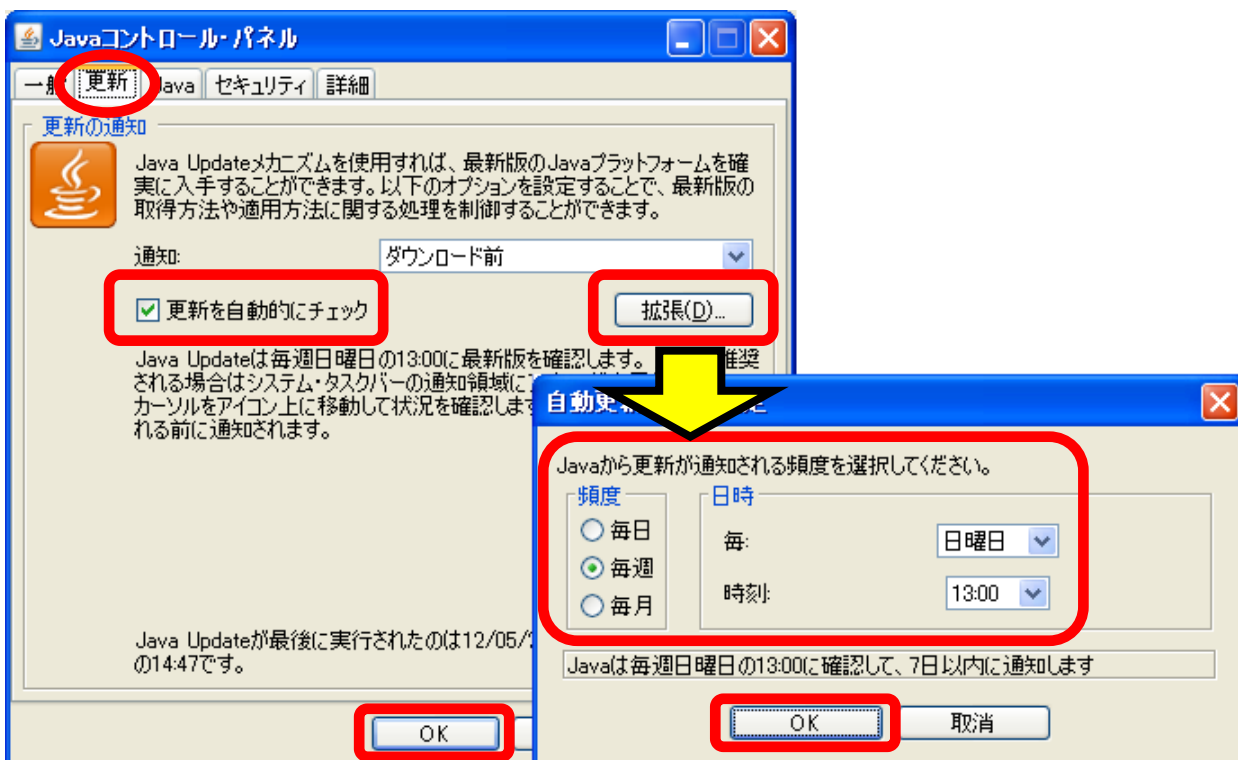 Javaコントロール・パネル
一般 更新 Java セキュリティ 詳細
更新の通知
Java Updateメカニズムを使用すれば、最新版のJavaプラットフォームを確
実に入手することができます。以下のオプションを設定することで、最新版の
取得方法や適用方法に関する処理を制御することができます。
通知:
ダウンロード前
更新を自動的にチェック
拡張(D)...
Java Updateは毎週日曜日の13:00に最新版を確認します。 推奨
される場合はシステム・タスクバーの通知領域に
カーソルをアイコン上に移動して状況を確認します
れる前に通知されます。
Java Updateが最後に実行されたのは12/05/
の14:47です。
OK
自動更新
Javaから更新が通知される頻度を選択してください。
頻度
毎日
毎週
毎月
日時
毎: 日曜日
時刻: 13:00
Javaは毎週日曜日の13:00に確認して、7日以内に通知します
OK 取消